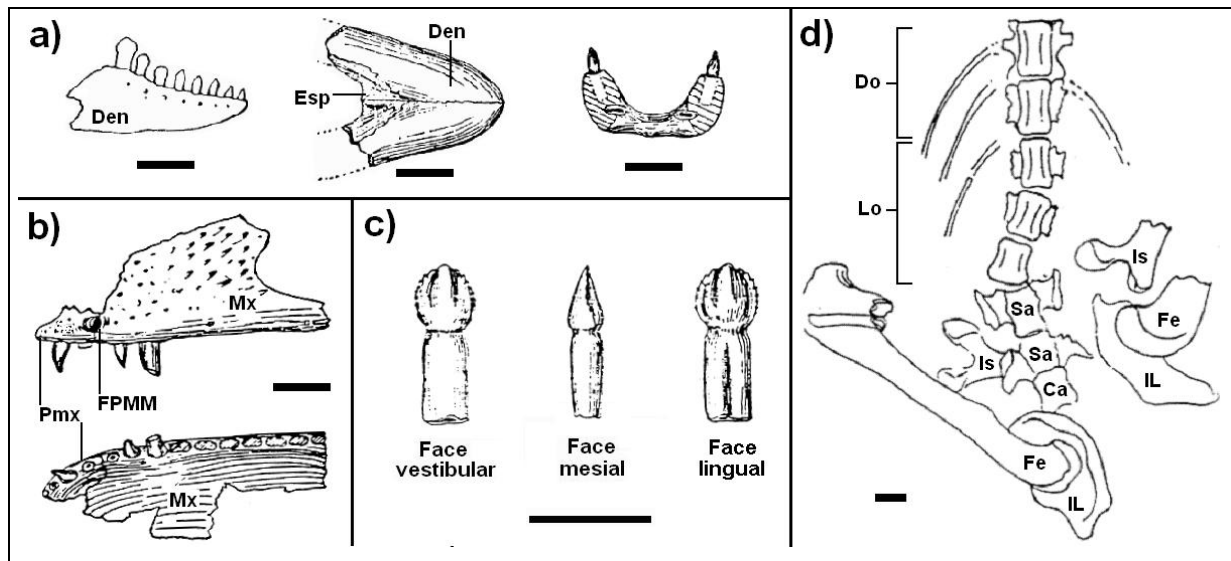 a)
Den
Esp
Den
b)
Mx
Pmx
FPMM
Mx
c)
Face
vestibular
Face
mesial
Face
lingual
d)
Do
Lo
Is
Sa
Fe
Is
Sa
IL
Ca
Fe
IL